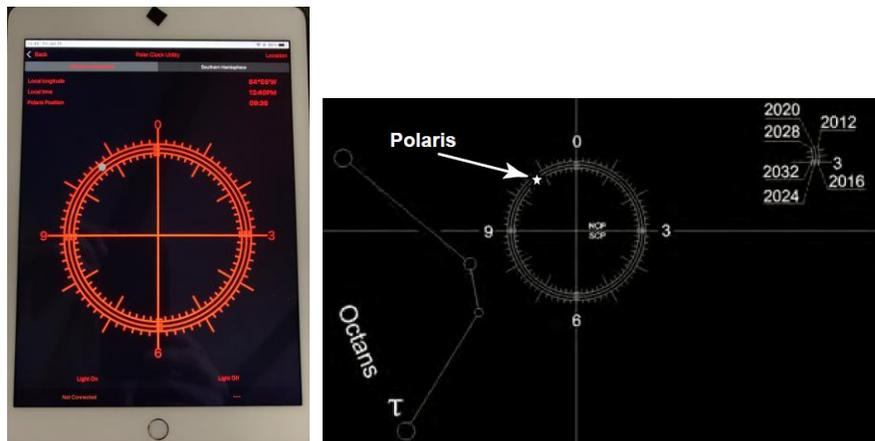 Back
Polar Clock Utility
Location
Southern Hemisphere
Local longitude
64°55'W
Local time
12:40PM
Polaris Position
09:36
0
9
3
6
Light On
Light Off
Not Connected
...
Polaris
0
9
3
6
NCP
SCP
Octans
τ
2020
2012
2028
3
2032
2016
2024